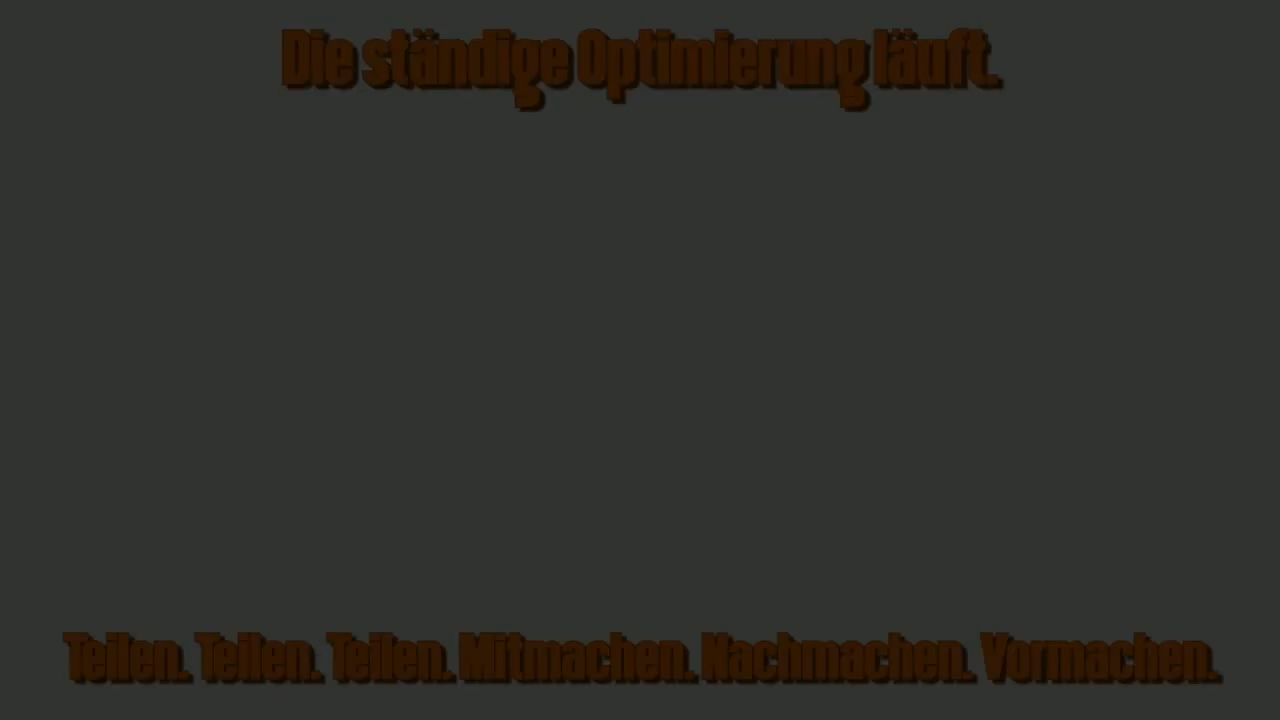 Die ständige Optimierung läuft.
Teilen. Teilen. Teilen. Mitmachen. Nachmachen. Vormachen.